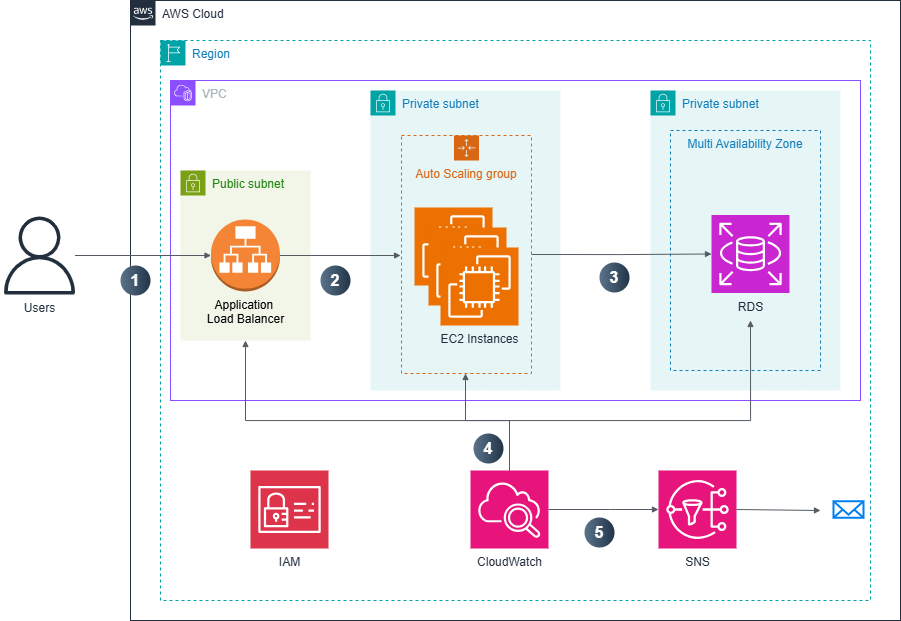 aws
AWS Cloud
Region
VPC
Private subnet
Private subnet
Multi Availability Zone
Auto Scaling group
Public subnet
1
2
3
Users
Application
Load Balancer
EC2 Instances
RDS
4
5
IAM
CloudWatch
SNS